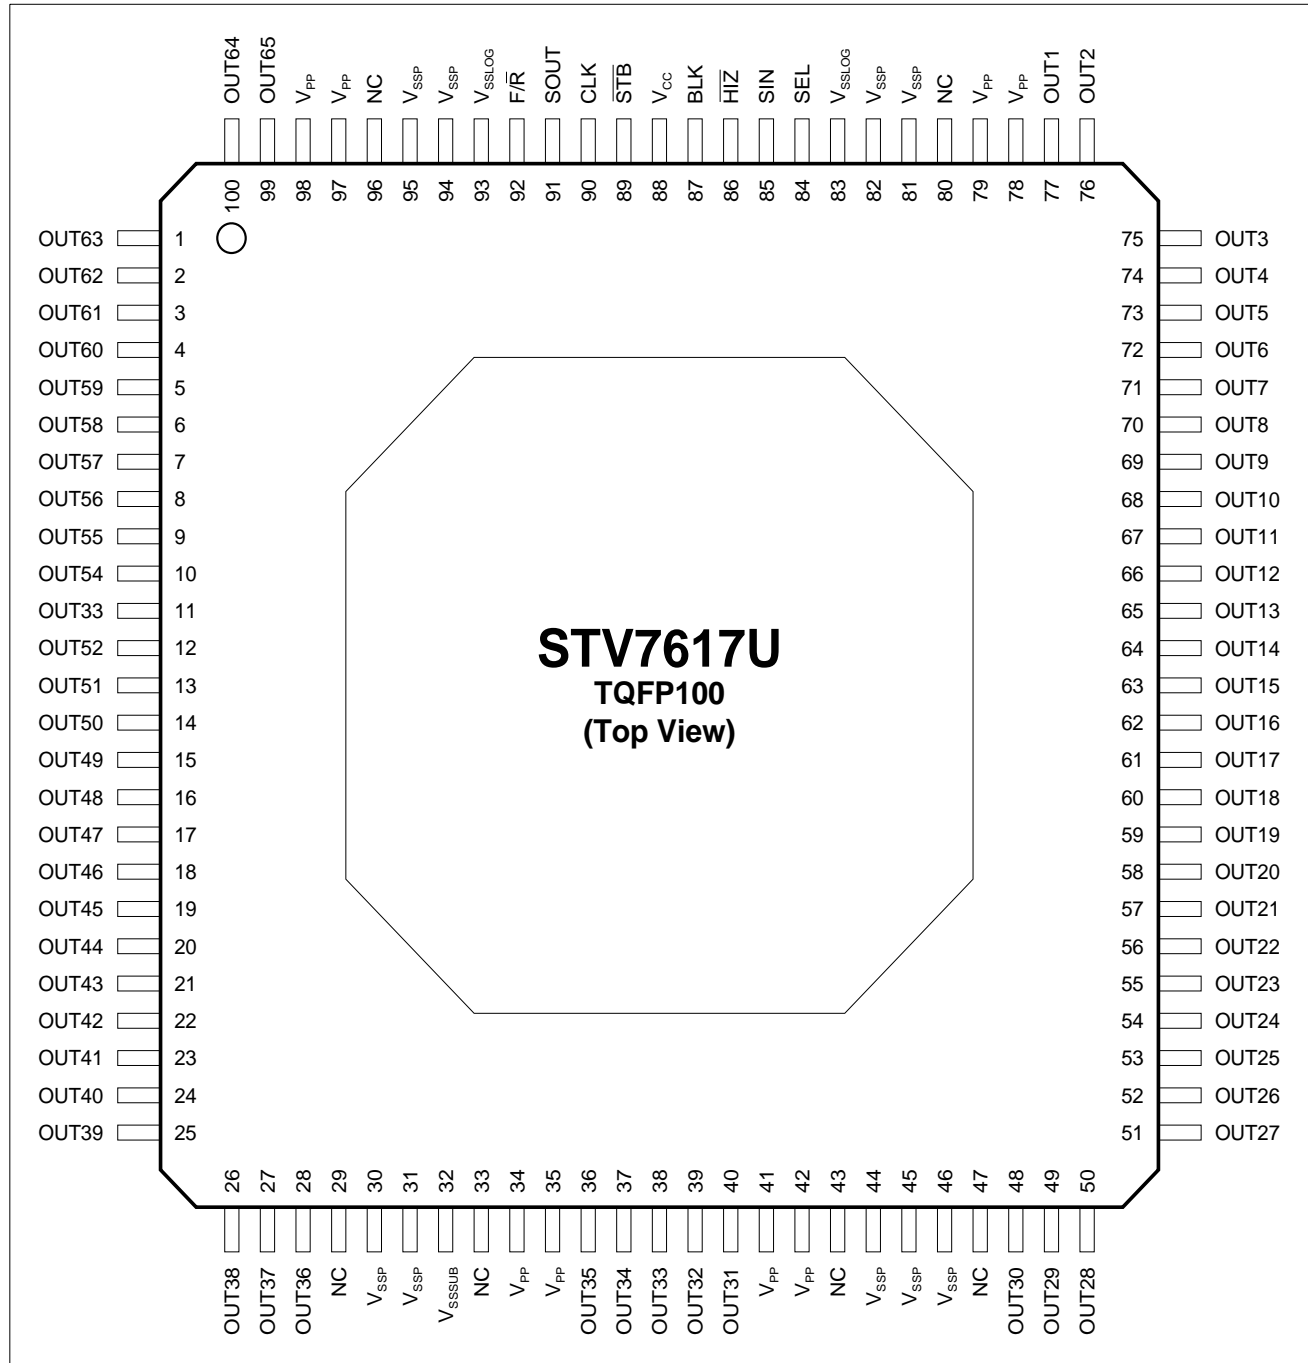 OUT64 OUT65 VPP VPP NC VSSP VSSP VSSLOG F/R̅ SOUT CLK S̅T̅B̅ VCC BLK H̅I̅Z̅ SIN SEL VSSLOG VSSP VSSP NC VPP VPP OUT1 OUT2
100 99 98 97 96 95 94 93 92 91 90 89 88 87 86 85 84 83 82 81 80 79 78 77 76
OUT63 1 75 OUT3
OUT62 2 74 OUT4
OUT61 3 73 OUT5
OUT60 4 72 OUT6
OUT59 5 71 OUT7
OUT58 6 70 OUT8
OUT57 7 69 OUT9
OUT56 8 68 OUT10
OUT55 9 67 OUT11
OUT54 10 66 OUT12
OUT33 11 65 OUT13
OUT52 12 64 OUT14
OUT51 13 63 OUT15
OUT50 14 62 OUT16
OUT49 15 61 OUT17
OUT48 16 60 OUT18
OUT47 17 59 OUT19
OUT46 18 58 OUT20
OUT45 19 57 OUT21
OUT44 20 56 OUT22
OUT43 21 55 OUT23
OUT42 22 54 OUT24
OUT41 23 53 OUT25
OUT40 24 52 OUT26
OUT39 25 51 OUT27
STV7617U
TQFP100
(Top View)
26 27 28 29 30 31 32 33 34 35 36 37 38 39 40 41 42 43 44 45 46 47 48 49 50
OUT38 OUT37 OUT36 NC VSSP VSSP VSSSUB NC VPP VPP OUT35 OUT34 OUT33 OUT32 OUT31 VPP VPP NC VSSP VSSP VSSP NC OUT30 OUT29 OUT28